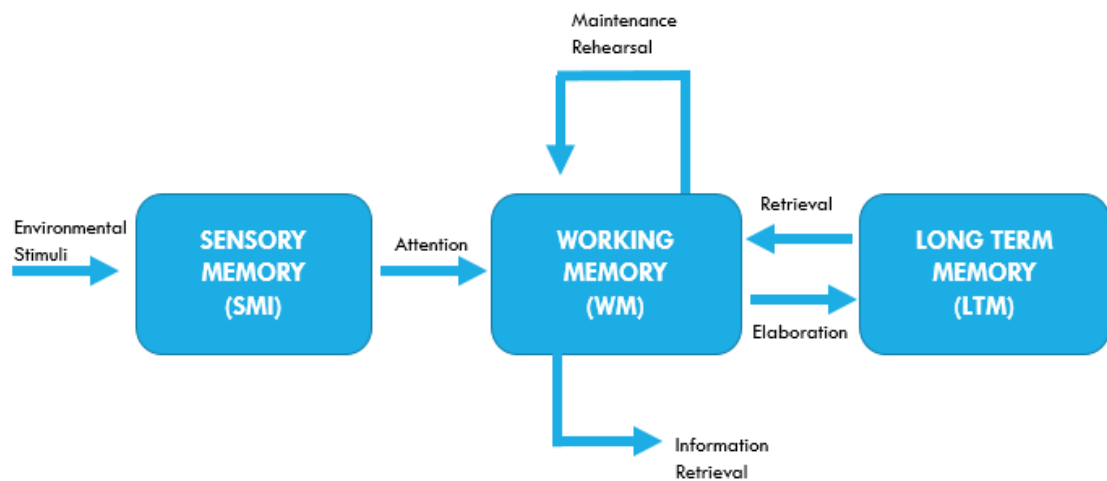 Maintenance
Rehearsal
Environmental
Stimuli
SENSORY
MEMORY
(SMI)
Attention
WORKING
MEMORY
(WM)
Retrieval
Elaboration
LONG TERM
MEMORY
(LTM)
Information
Retrieval